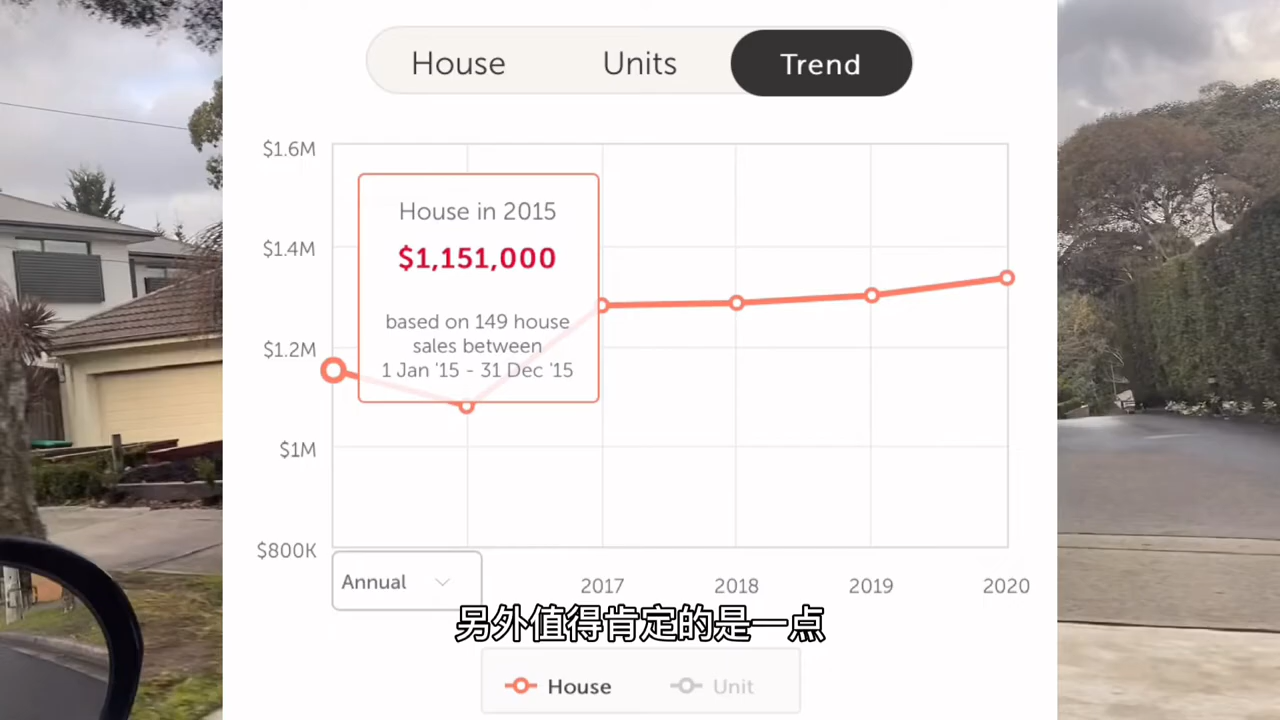 House Units Trend
$1.6M
House in 2015
$1,151,000
$1.4M
based on 149 house
sales between
1 Jan '15 - 31 Dec '15
$1.2M
$1M
$800K
Annual
2017 2018 2019 2020
另外值得肯定的是一点
House Unit